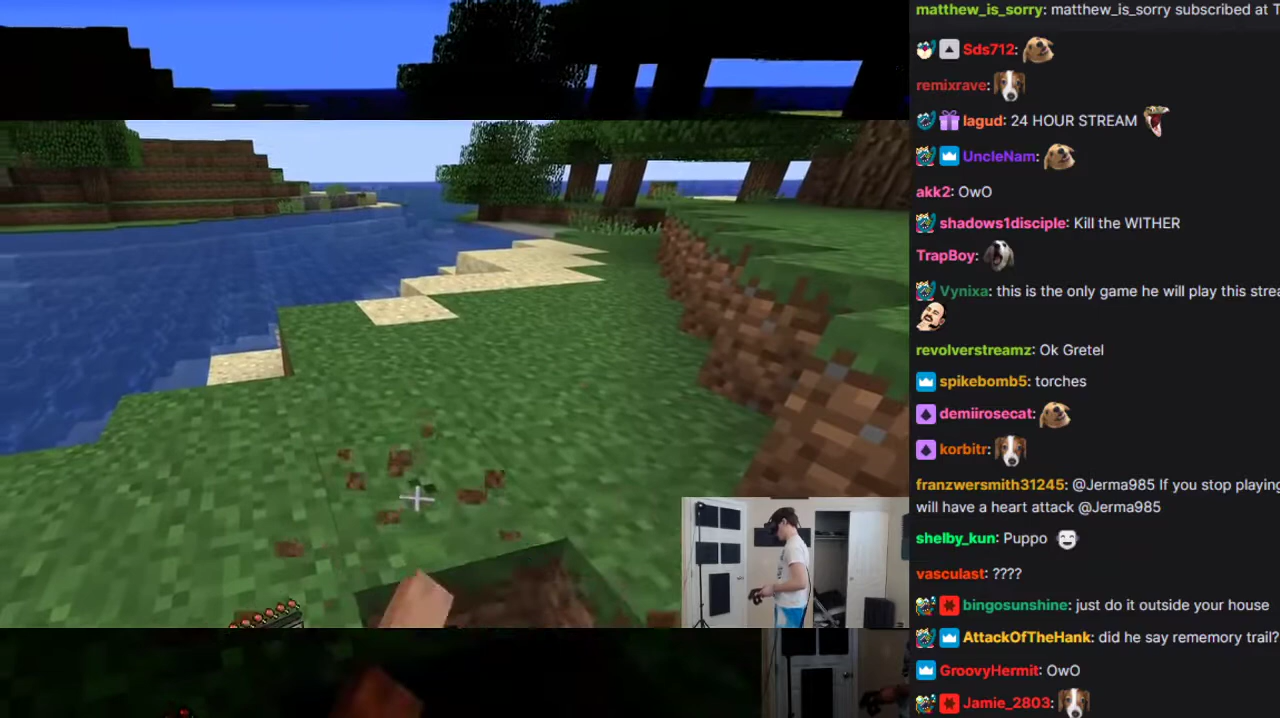 matthew_is_sorry: matthew_is_sorry subscribed at T
Sds712:
remixrave:
lagud: 24 HOUR STREAM
UncleNam:
akk2: OwO
shadows1disciple: Kill the WITHER
TrapBoy:
Vynixa: this is the only game he will play this strea
revolverstreamz: Ok Gretel
spikebomb5: torches
demiirosecat:
korbitr:
franzwersmith31245: @Jerma985 If you stop playing
will have a heart attack @Jerma985
shelby_kun: Puppo
vasculast: ????
bingosunshine: just do it outside your house
AttackOfTheHank: did he say rememory trail?
GroovyHermit: OwO
Jamie_2803: